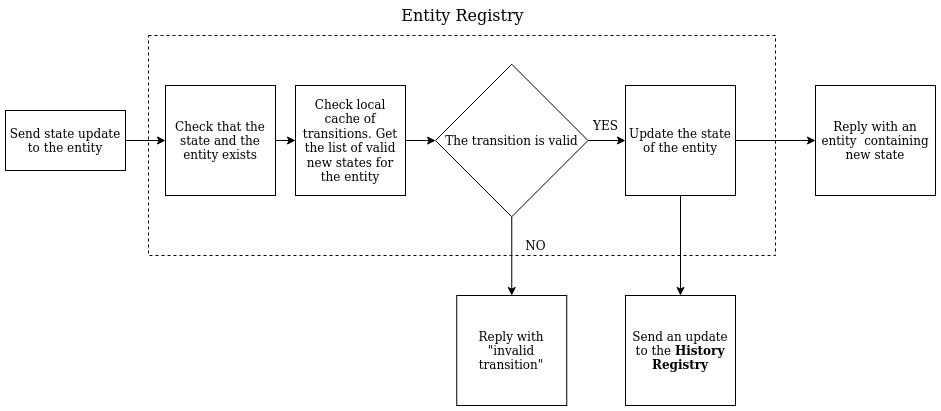 Entity Registry
Send state update
to the entity
Check that the
state and the
entity exists
Check local
cache of
transitions. Get
the list of valid
new states for
the entity
The transition is valid
YES
Update the state
of the entity
Reply with an
entity containing
new state
NO
Reply with
"invalid
transition"
Send an update
to the History
Registry